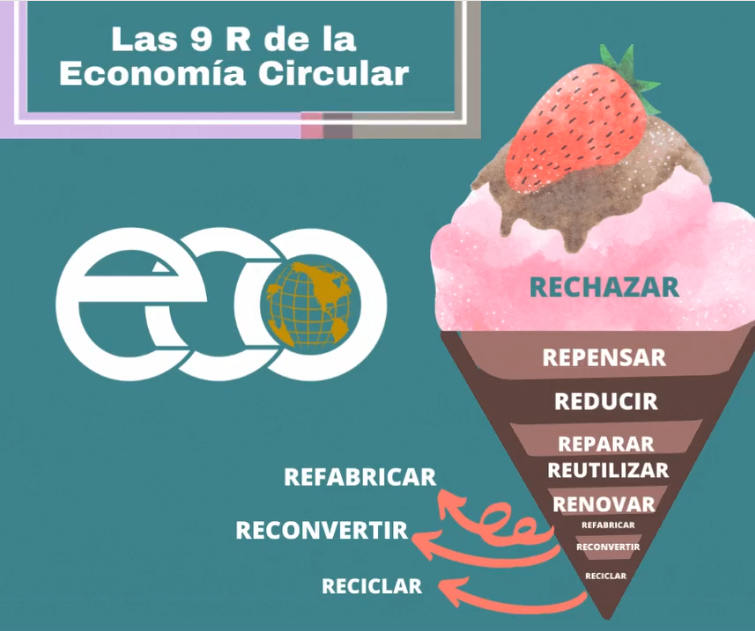 Las 9 R de la
Economía Circular
eco
RECHAZAR
REPENSAR
REDUCIR
REPARAR
REUTILIZAR
RENOVAR
REFABRICAR
RECONVERTIR
RECICLAR
REFABRICAR
RECONVERTIR
RECICLAR